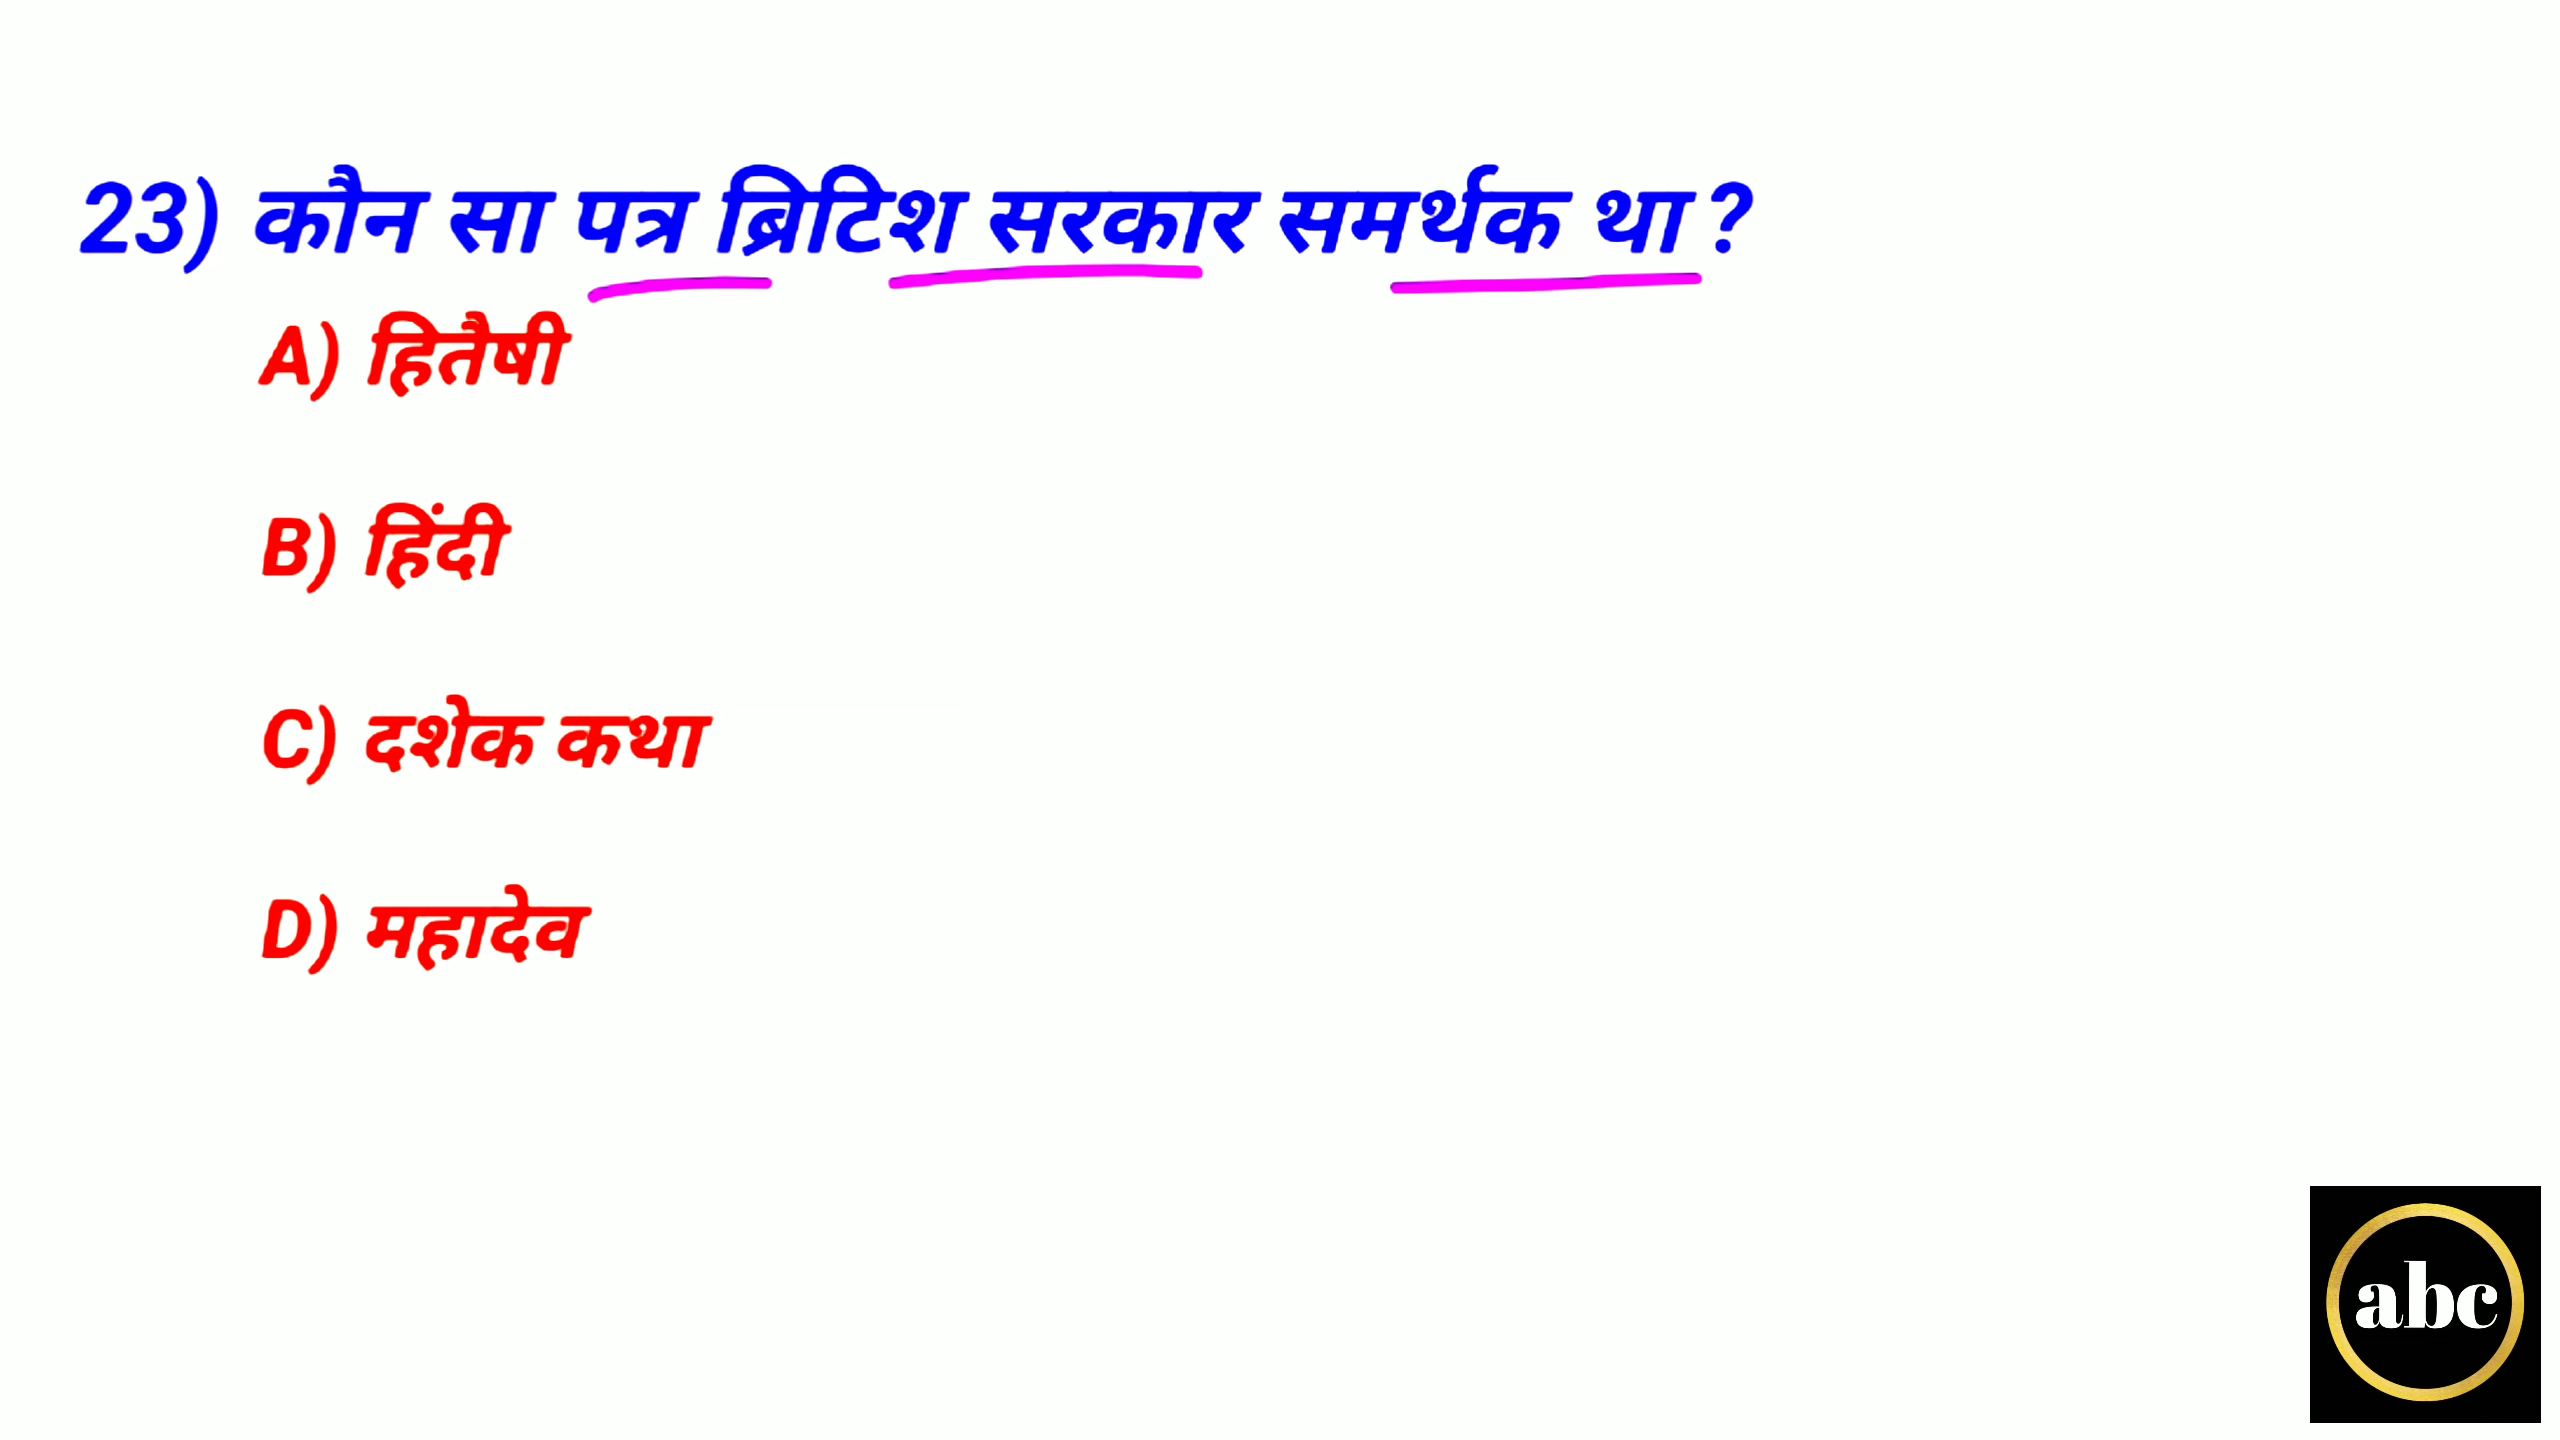 23) कौन सा पत्र ब्रिटिश सरकार समर्थक था ?
A) हितैषी
B) हिंदी
C) दशेक कथा
D) महादेव
abc